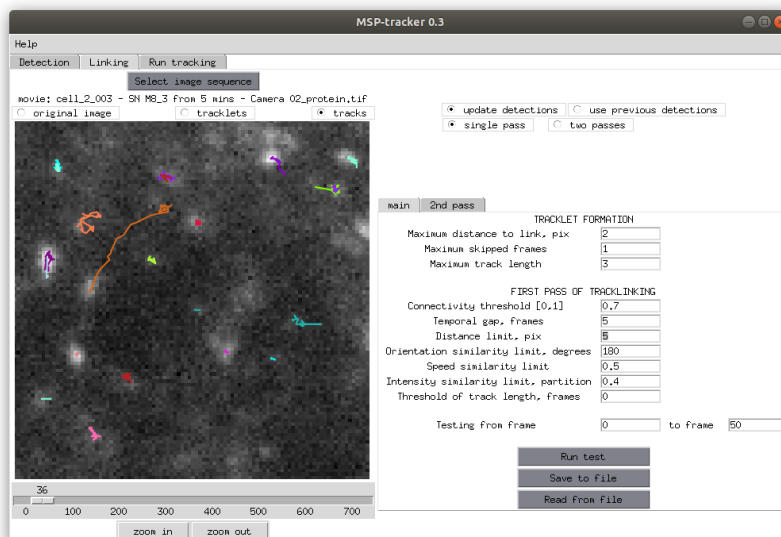 MSP-tracker 0.3
Help
Detection Linking Run tracking
Select image sequence
movie: cell_2_003 - SN M8_3 from 5 mins - Camera 02_protein.tif
original image tracklets tracks
update detections use previous detections
single pass two passes
main 2nd pass
TRACKLET FORMATION
Maximum distance to link, pix 2
Maximum skipped frames 1
Maximum track length 3
FIRST PASS OF TRACKLINKING
Connectivity threshold [0,1] 0.7
Temporal gap, frames 5
Distance limit, pix 5
Orientation similarity limit, degrees 180
Speed similarity limit 0.5
Intensity similarity limit, partition 0.4
Threshold of track length, frames 0
Testing from frame 0 to frame 50
Run test
Save to file
Read from file
36
0 100 200 300 400 500 600 700
zoom in zoom out